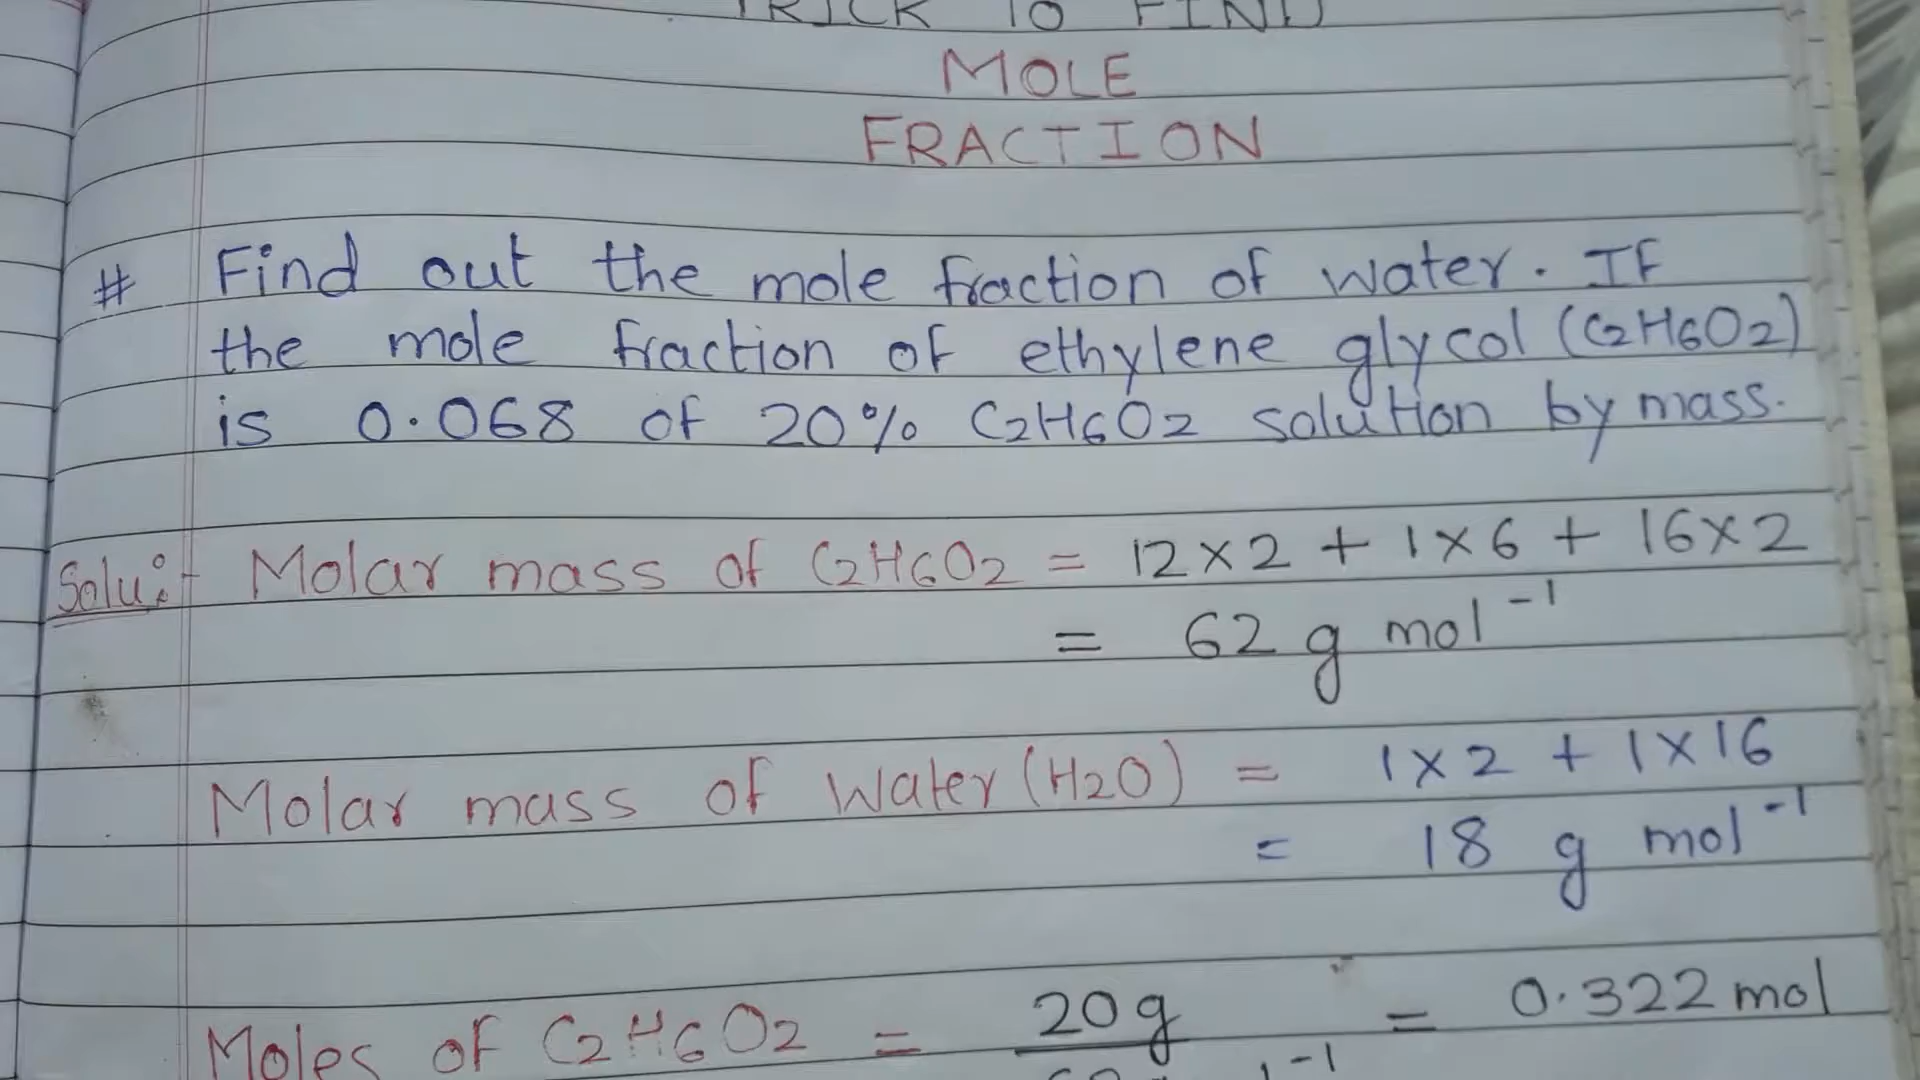 TRICK TO FIND
MOLE
FRACTION
# Find out the mole fraction of water. If
the mole fraction of ethylene glycol (C2H6O2)
is 0.068 of 20% C2H6O2 solution by mass.
Solu:- Molar mass of C2H6O2 = 12×2 + 1×6 + 16×2
= 62 g mol⁻¹
Molar mass of Water (H2O) = 1×2 + 1×16
= 18 g mol⁻¹
Moles of C2H6O2 = 20g = 0.322 mol